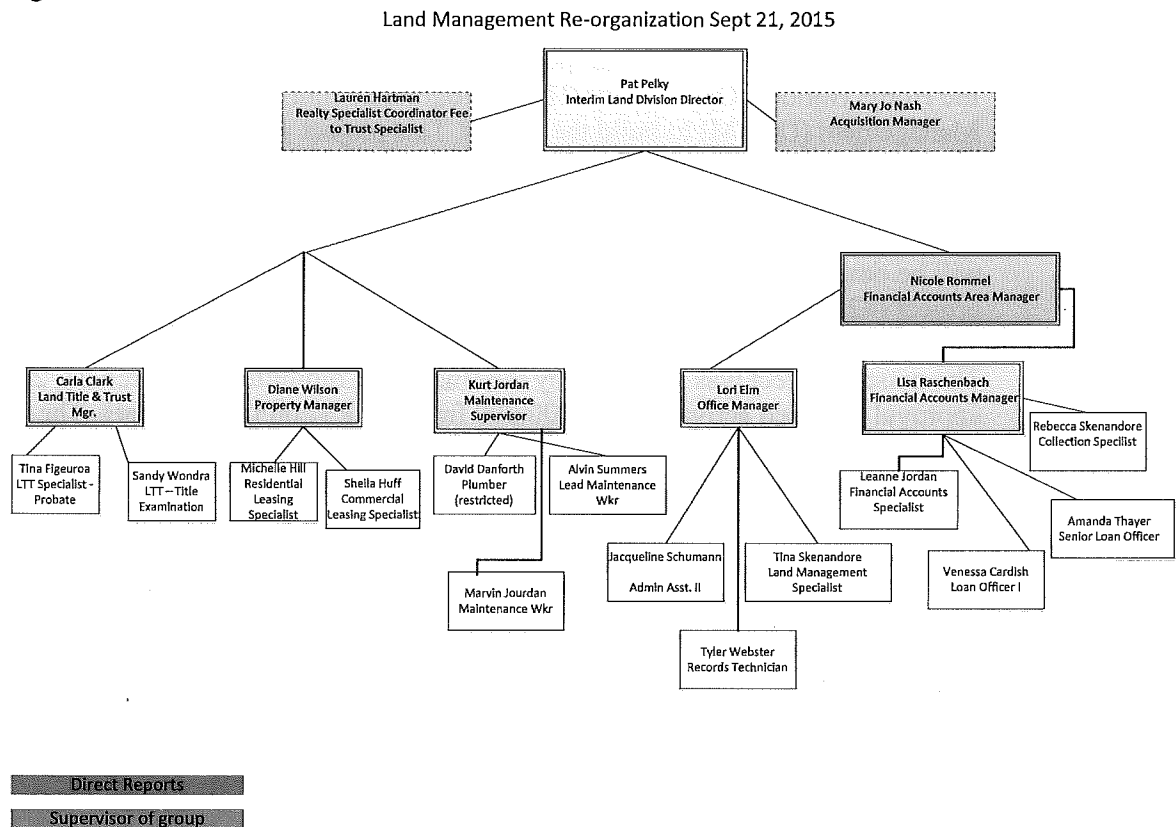 Land Management Re-organization Sept 21, 2015
Pat Pelky
Interim Land Division Director
Lauren Hartman
Realty Specialist Coordinator Fee
to Trust Specialist
Mary Jo Nash
Acquisition Manager
Nicole Rommel
Financial Accounts Area Manager
Carla Clark
Land Title & Trust
Mgr.
Diane Wilson
Property Manager
Kurt Jordan
Maintenance
Supervisor
Lori Elm
Office Manager
Lisa Raschenbach
Financial Accounts Manager
Rebecca Skenandore
Collection Specilist
Tina Figeuroa
LTT Specialist -
Probate
Sandy Wondra
LTT – Title
Examination
Michelle Hill
Residential
Leasing
Specialist
Sheila Huff
Commercial
Leasing Specialist
David Danforth
Plumber
(restricted)
Alvin Summers
Lead Maintenance
Wkr
Leanne Jordan
Financial Accounts
Specialist
Amanda Thayer
Senior Loan Officer
Jacqueline Schumann
Admin Asst. II
Tina Skenandore
Land Management
Specialist
Venessa Cardish
Loan Officer I
Marvin Jourdan
Maintenance Wkr
Tyler Webster
Records Technician
Direct Reports
Supervisor of group